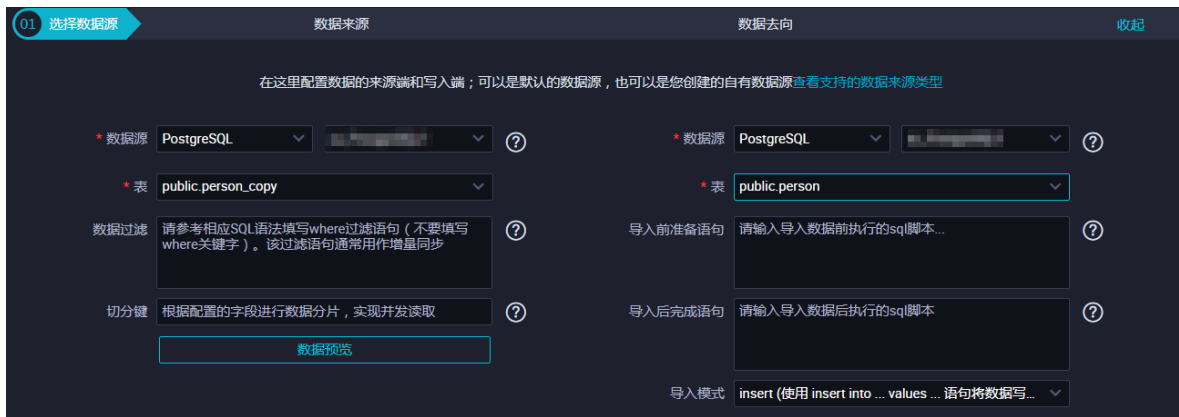 01 选择数据源 数据来源 数据去向 收起
在这里配置数据的来源端和写入端；可以是默认的数据源，也可以是您创建的自有数据源查看支持的数据来源类型
* 数据源 PostgreSQL ? * 数据源 PostgreSQL ?
* 表 public.person_copy * 表 public.person
数据过滤 请参考相应SQL语法填写where过滤语句（不要填写 ? 导入前准备语句 请输入导入数据前执行的sql脚本... ?
where关键字）。该过滤语句通常用作增量同步
切分键 根据配置的字段进行数据分片，实现并发读取 ? 导入后完成语句 请输入导入数据后执行的sql脚本 ?
数据预览
导入模式 insert (使用 insert into ... values ... 语句将数据写...